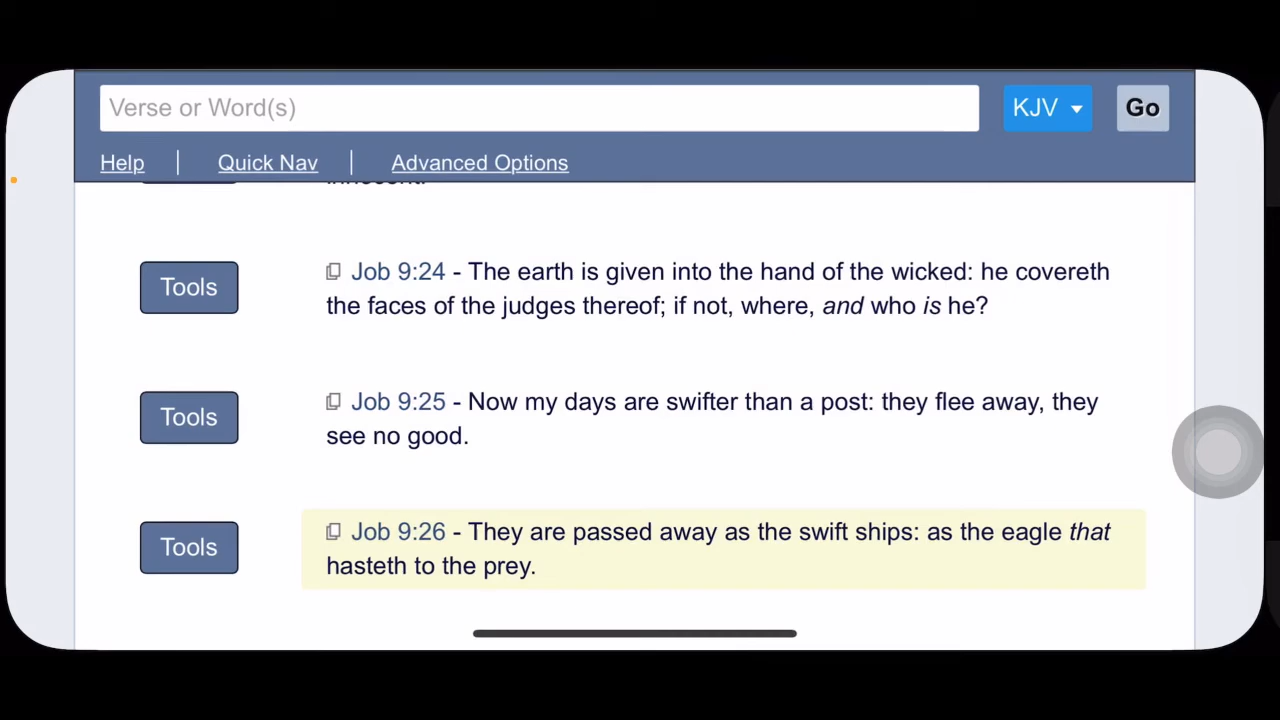 Verse or Word(s)
KJV
Go
Help | Quick Nav | Advanced Options
Tools
Job 9:24 - The earth is given into the hand of the wicked: he covereth
the faces of the judges thereof; if not, where, and who is he?
Tools
Job 9:25 - Now my days are swifter than a post: they flee away, they
see no good.
Tools
Job 9:26 - They are passed away as the swift ships: as the eagle that
hasteth to the prey.